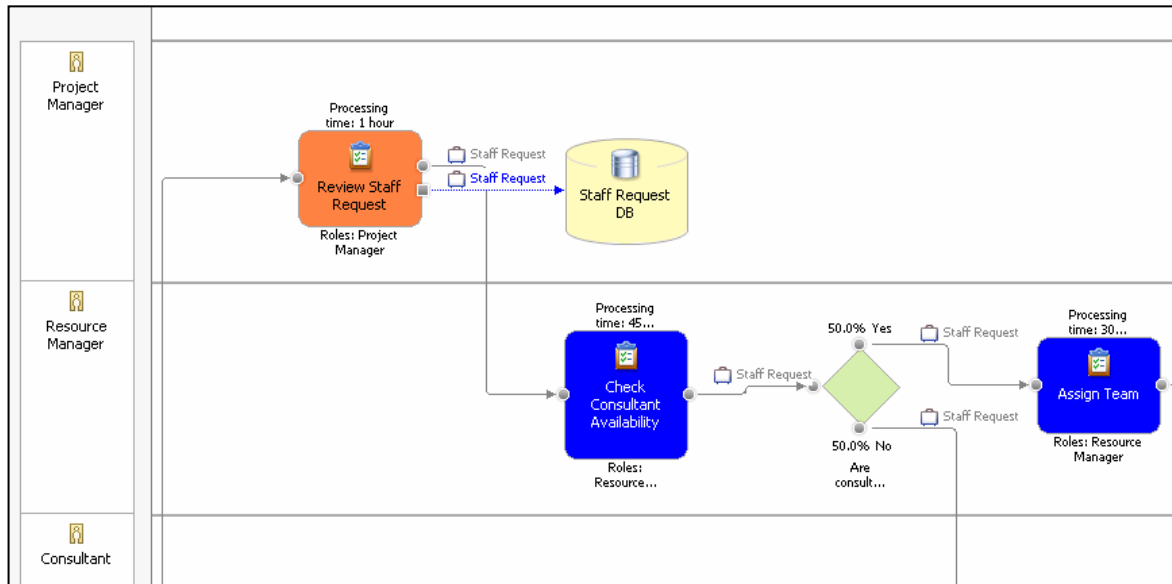 Project
Manager
Processing
time: 1 hour
Review Staff
Request
Roles: Project
Manager
Staff Request
Staff Request
Staff Request
DB
Resource
Manager
Processing
time: 45...
Check
Consultant
Availability
Roles:
Resource...
Staff Request
50.0% Yes
50.0% No
Are
consult...
Staff Request
Staff Request
Processing
time: 30...
Assign Team
Roles: Resource
Manager
Consultant